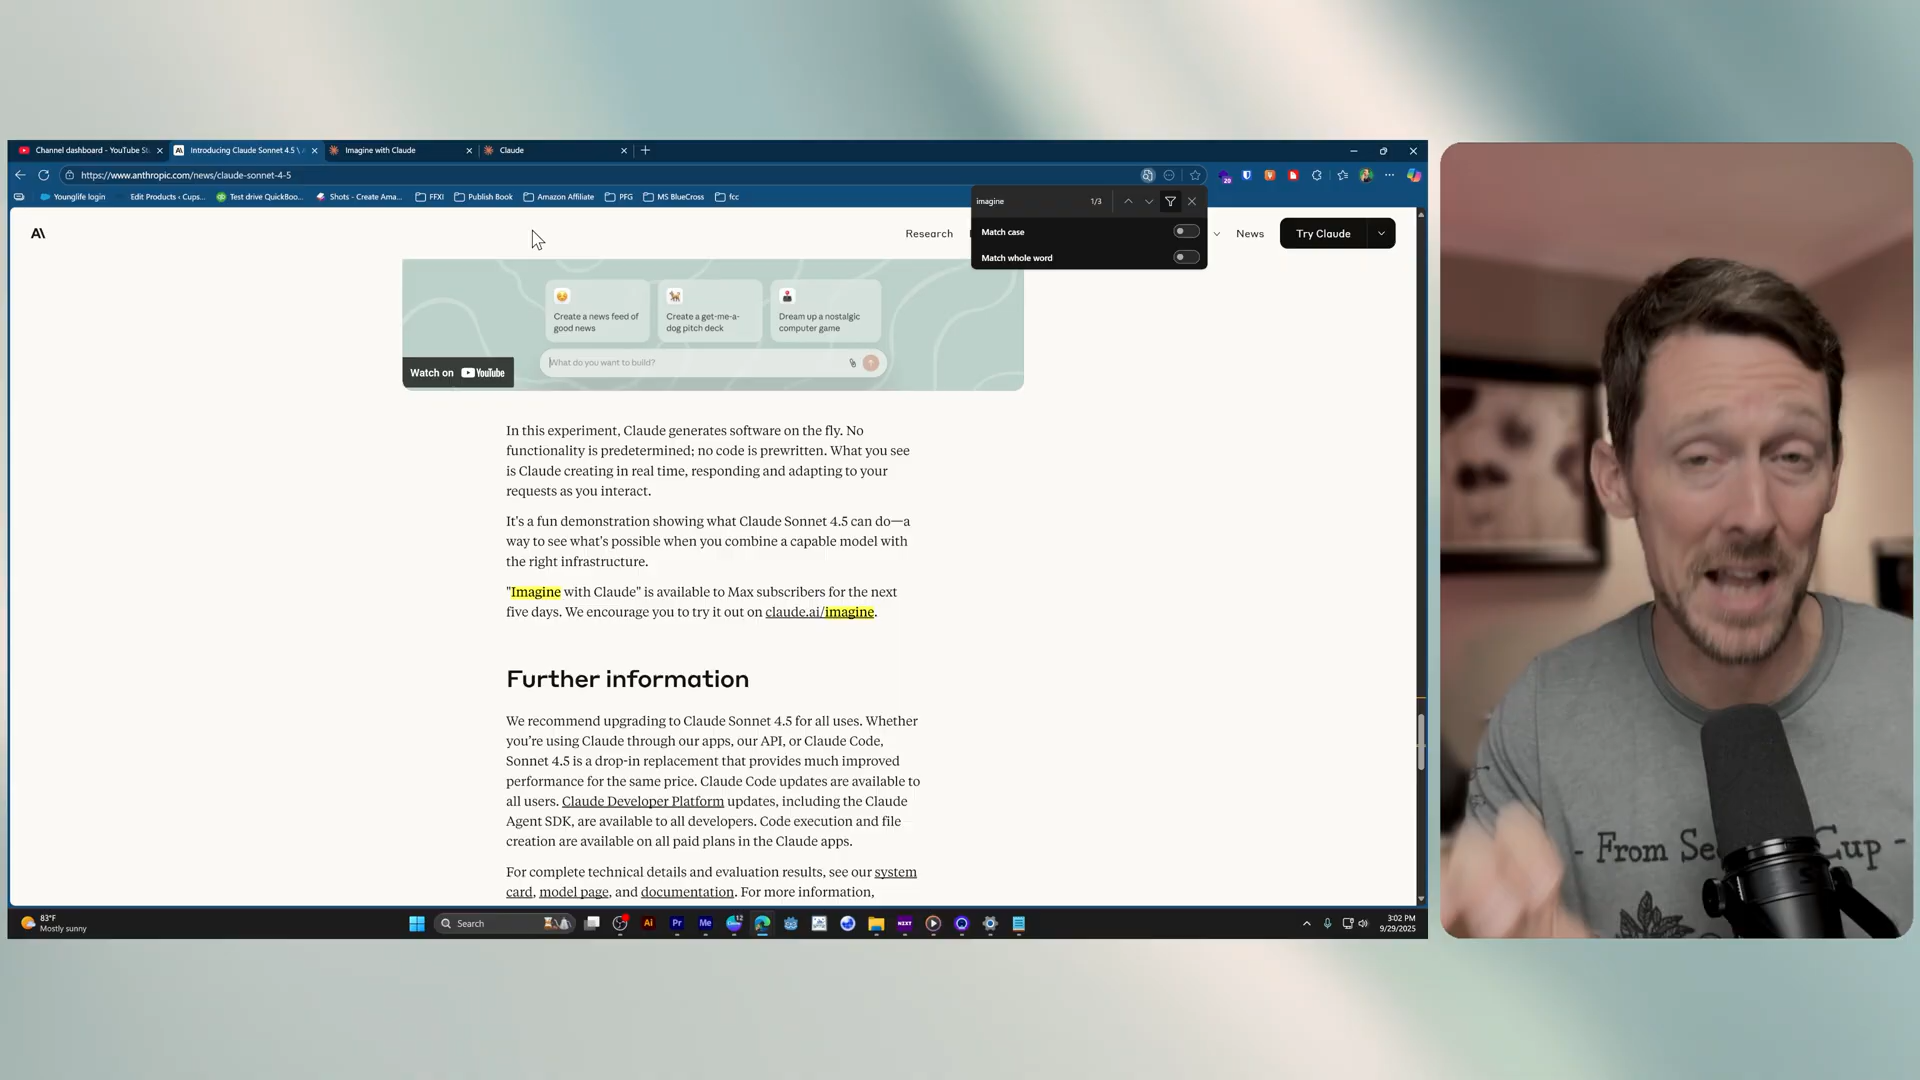 Channel dashboard - YouTube St
Introducing Claude Sonnet 4.5 \ A
Imagine with Claude
Claude
https://www.anthropic.com/news/claude-sonnet-4-5
20
Younglife login
Edit Products ‹ Cups...
Test drive QuickBoo...
Shots - Create Ama...
FFXI
Publish Book
Amazon Affiliate
PFG
MS BlueCross
fcc
imagine
1/3
Match case
Match whole word
A\
Research
News
Try Claude
Create a news feed of
good news
Create a get-me-a-
dog pitch deck
Dream up a nostalgic
computer game
What do you want to build?
Watch on YouTube
In this experiment, Claude generates software on the fly. No
functionality is predetermined; no code is prewritten. What you see
is Claude creating in real time, responding and adapting to your
requests as you interact.
It's a fun demonstration showing what Claude Sonnet 4.5 can do—a
way to see what's possible when you combine a capable model with
the right infrastructure.
"Imagine with Claude" is available to Max subscribers for the next
five days. We encourage you to try it out on claude.ai/imagine.
Further information
We recommend upgrading to Claude Sonnet 4.5 for all uses. Whether
you're using Claude through our apps, our API, or Claude Code,
Sonnet 4.5 is a drop-in replacement that provides much improved
performance for the same price. Claude Code updates are available to
all users. Claude Developer Platform updates, including the Claude
Agent SDK, are available to all developers. Code execution and file
creation are available on all paid plans in the Claude apps.
For complete technical details and evaluation results, see our system
card, model page, and documentation. For more information,
83°F
Mostly sunny
Search
Ai
Pr
Me
12
NZXT
3:02 PM
9/29/2025
- From Se Cup -